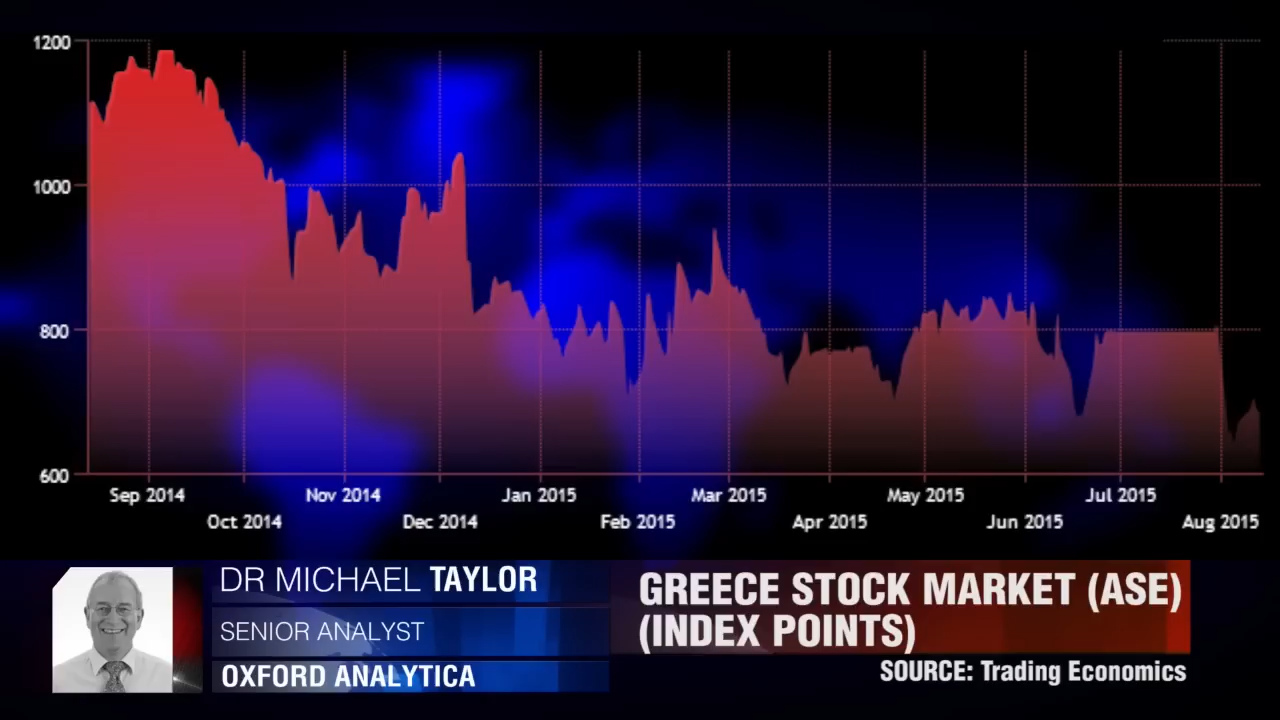 1200
1000
800
600
Sep 2014
Nov 2014
Jan 2015
Mar 2015
May 2015
Jul 2015
Oct 2014
Dec 2014
Feb 2015
Apr 2015
Jun 2015
Aug 2015
DR MICHAEL TAYLOR
SENIOR ANALYST
OXFORD ANALYTICA
GREECE STOCK MARKET (ASE)
(INDEX POINTS)
SOURCE: Trading Economics